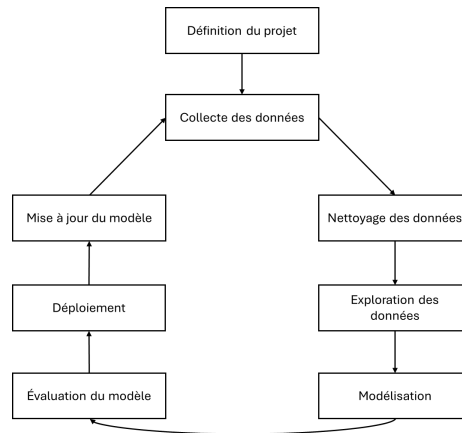 Définition du projet
Collecte des données
Mise à jour du modèle
Nettoyage des données
Déploiement
Exploration des
données
Évaluation du modèle
Modélisation